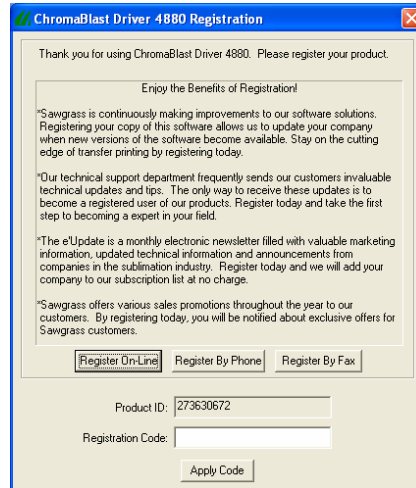 ChromaBlast Driver 4880 Registration
Thank you for using ChromaBlast Driver 4880. Please register your product.
Enjoy the Benefits of Registration!
*Sawgrass is continuously making improvements to our software solutions.
Registering your copy of this software allows us to update your company
when new versions of the software become available. Stay on the cutting
edge of transfer printing by registering today.
*Our technical support department frequently sends our customers invaluable
technical updates and tips. The only way to receive these updates is to
become a registered user of our products. Register today and take the first
step to becoming a expert in your field.
*The e'Update is a monthly electronic newsletter filled with valuable marketing
information, updated technical information and announcements from
companies in the sublimation industry. Register today and we will add your
company to our subscription list at no charge.
*Sawgrass offers various sales promotions throughout the year to our
customers. By registering today, you will be notified about exclusive offers for
Sawgrass customers.
Register On-Line Register By Phone Register By Fax
Product ID: 273630672
Registration Code:
Apply Code